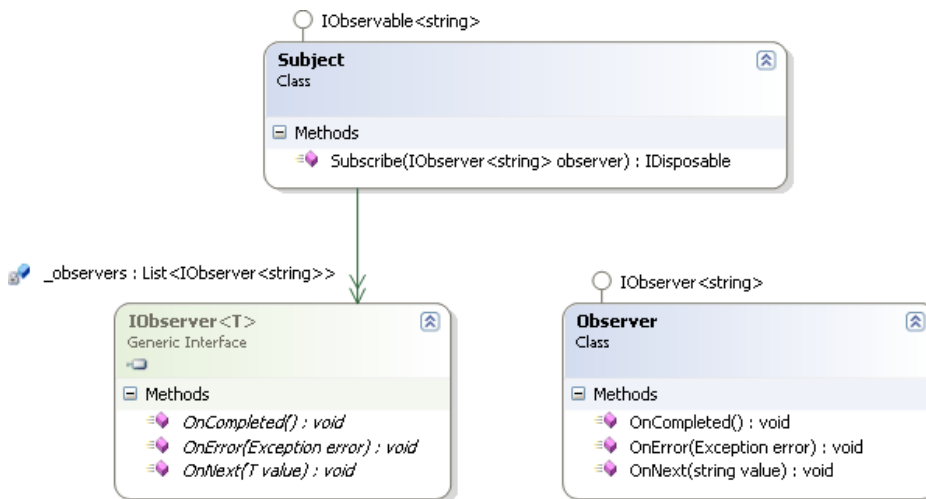 IObservable<string>
Subject
Class
Methods
Subscribe(IObserver<string> observer) : IDisposable
_observers : List<IObserver<string>>
IObserver<string>
IObserver<T>
Generic Interface
Methods
OnCompleted() : void
OnError(Exception error) : void
OnNext(T value) : void
Observer
Class
Methods
OnCompleted() : void
OnError(Exception error) : void
OnNext(string value) : void